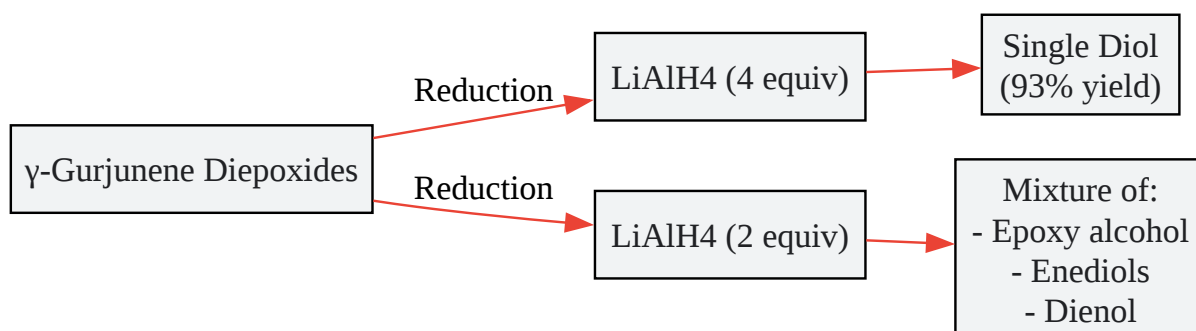 γ-Gurjunene Diepoxides
Reduction
LiAlH4 (4 equiv)
Single Diol
(93% yield)
Reduction
LiAlH4 (2 equiv)
Mixture of:
- Epoxy alcohol
- Enediols
- Dienol